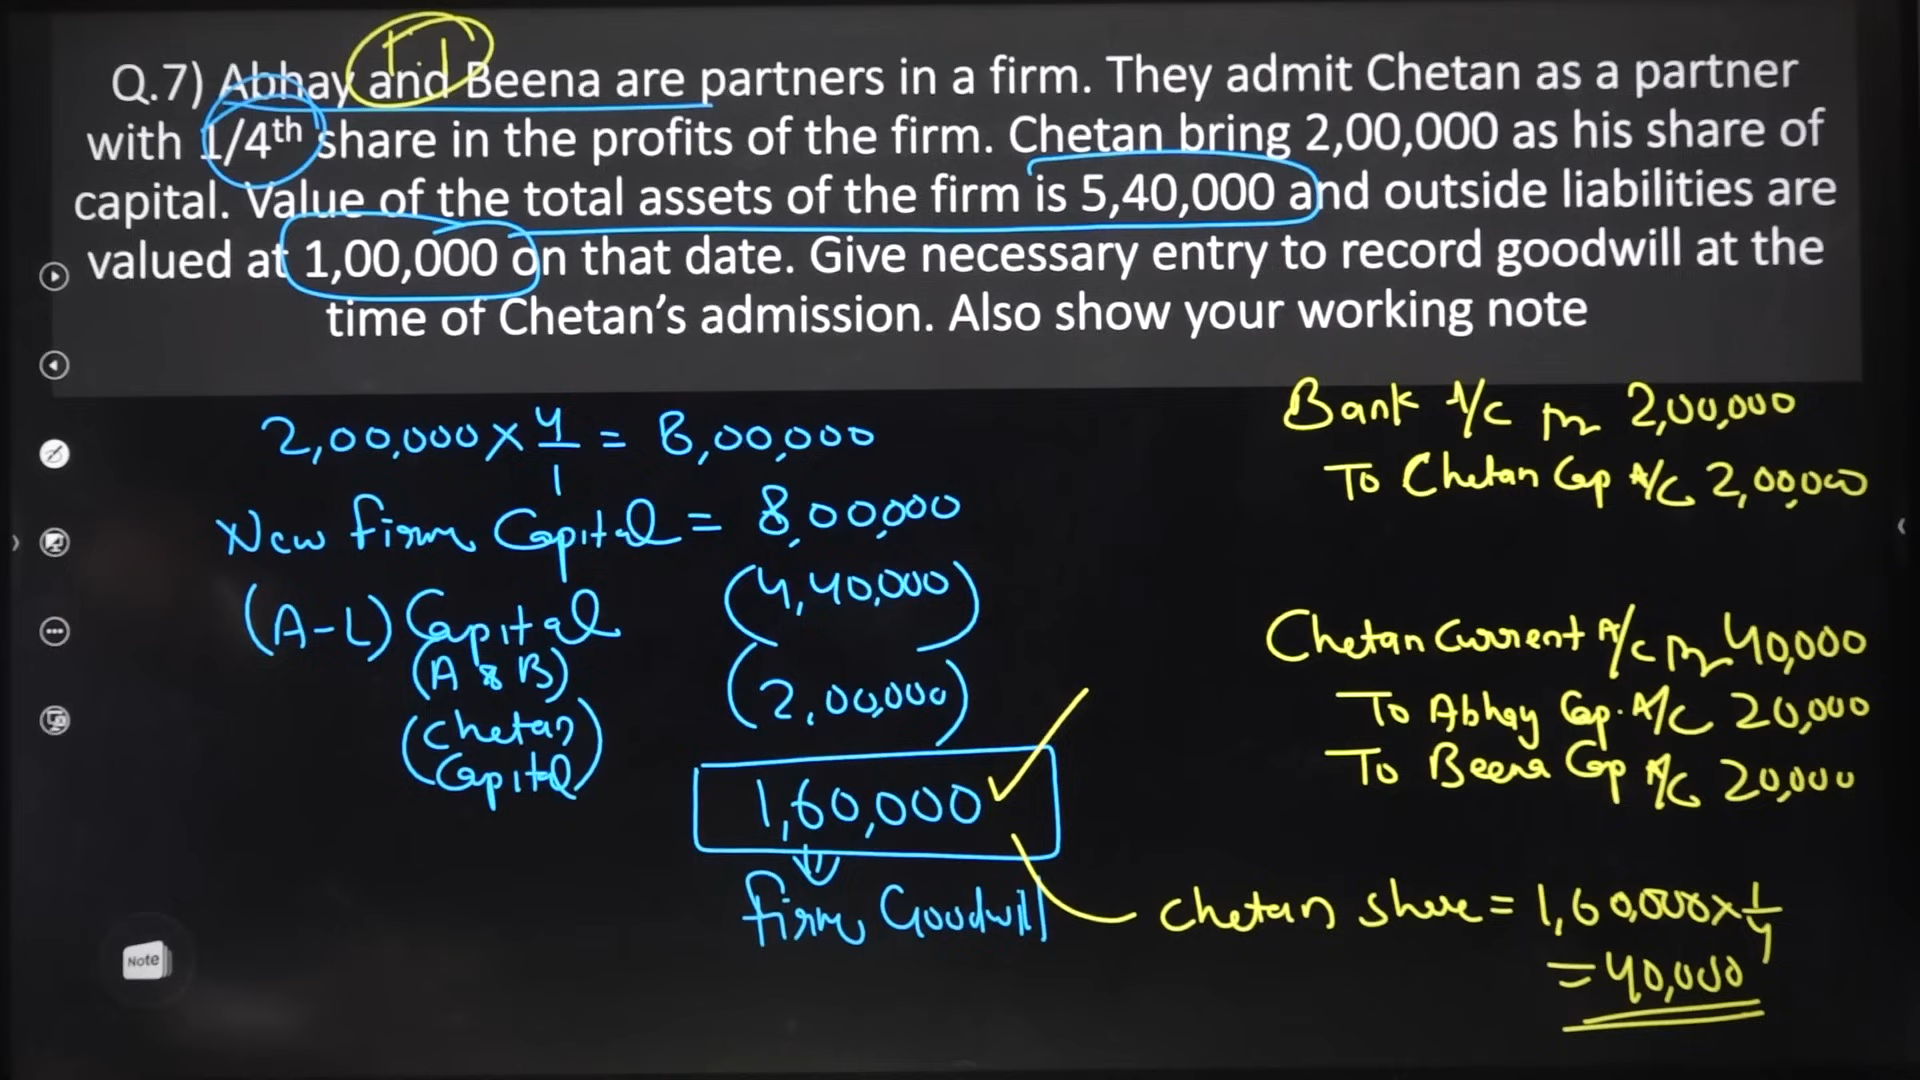 1:1
Q.7) Abhay and Beena are partners in a firm. They admit Chetan as a partner
with 1/4th share in the profits of the firm. Chetan bring 2,00,000 as his share of
capital. Value of the total assets of the firm is 5,40,000 and outside liabilities are
valued at 1,00,000 on that date. Give necessary entry to record goodwill at the
time of Chetan's admission. Also show your working note
2,00,000 × 4/1 = 8,00,000
New firm Capital = 8,00,000
(A-L) Capital (4,40,000)
(A & B)
(Chetan Capital) (2,00,000)
1,60,000
firm Goodwill
Bank A/c Dr 2,00,000
To Chetan Cap A/c 2,00,000
Chetan Current A/c Dr 40,000
To Abhay Cap. A/c 20,000
To Beena Cap A/c 20,000
Chetan share = 1,60,000 × 1/4
= 40,000
Note